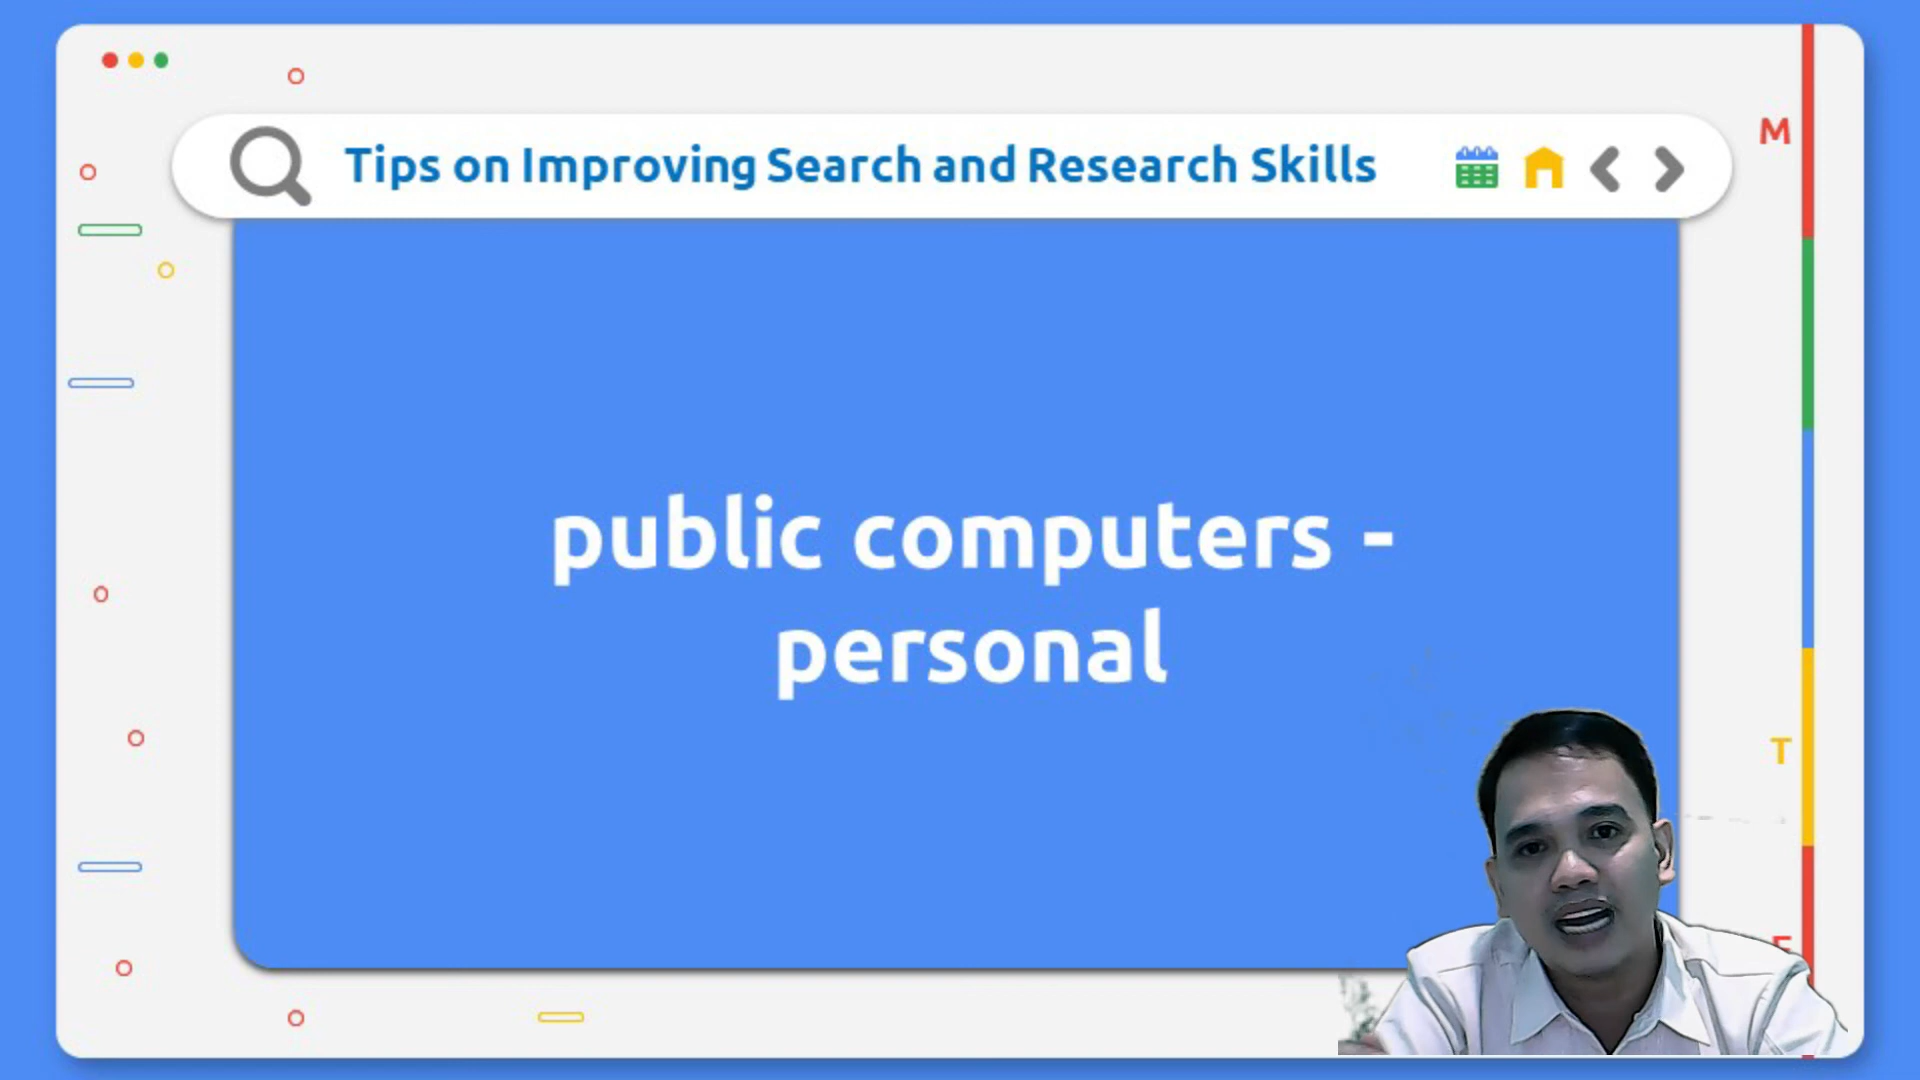 Tips on Improving Search and Research Skills
M
public computers -
personal
T